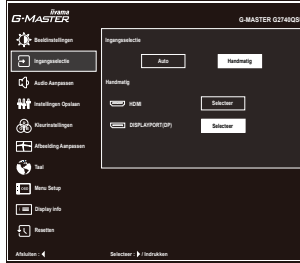 iiyama
G-MASTER
G-MASTER G2740QS
Beeldinstellingen
Ingangsselectie
Ingangsselectie
Auto
Handmatig
Audio Aanpassen
Handmatig
Instellingen Opslaan
HDMI
Selecteer
Kleurinstellingen
DISPLAYPORT(DP)
Selecteer
Afbeelding Aanpassen
Taal
OSD
Menu Setup
Display info
Resetten
Afsluiten :
Selecteer : / Indrukken